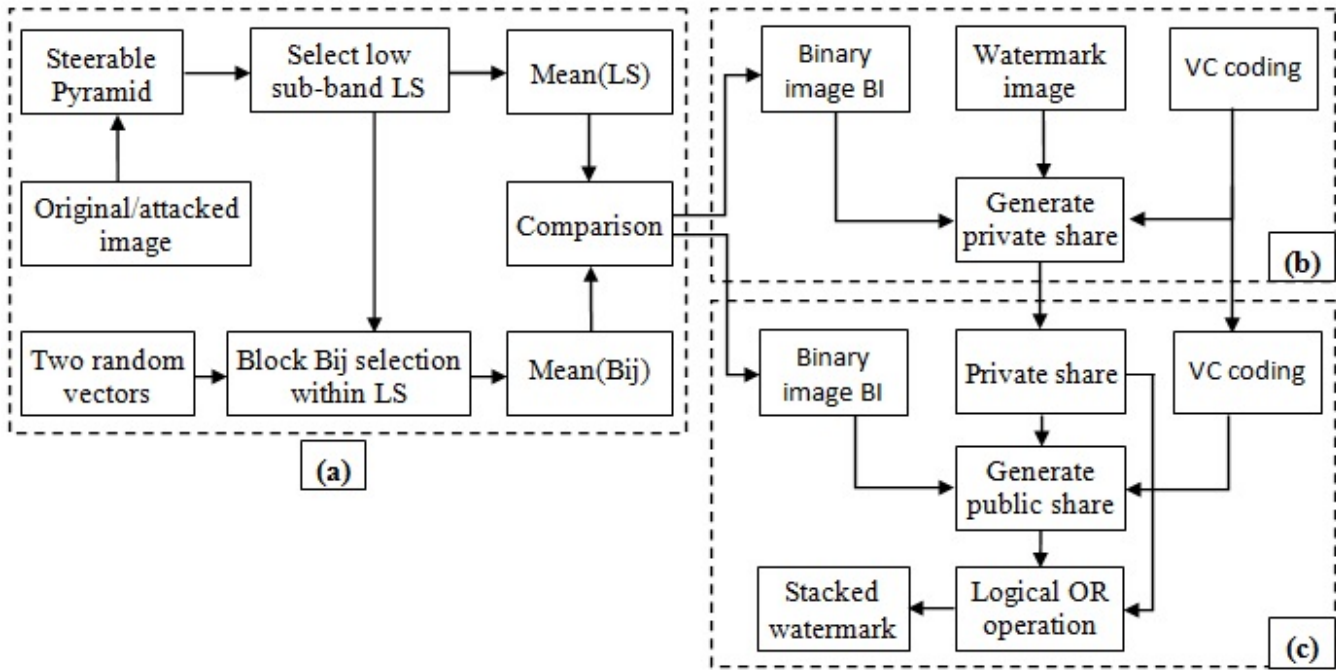 Steerable
Pyramid
Select low
sub-band LS
Mean(LS)
Original/attacked
image
Comparison
Two random
vectors
Block Bij selection
within LS
Mean(Bij)
(a)
Binary
image BI
Watermark
image
VC coding
Generate
private share
(b)
Binary
image BI
Private share
VC coding
Generate
public share
Stacked
watermark
Logical OR
operation
(c)